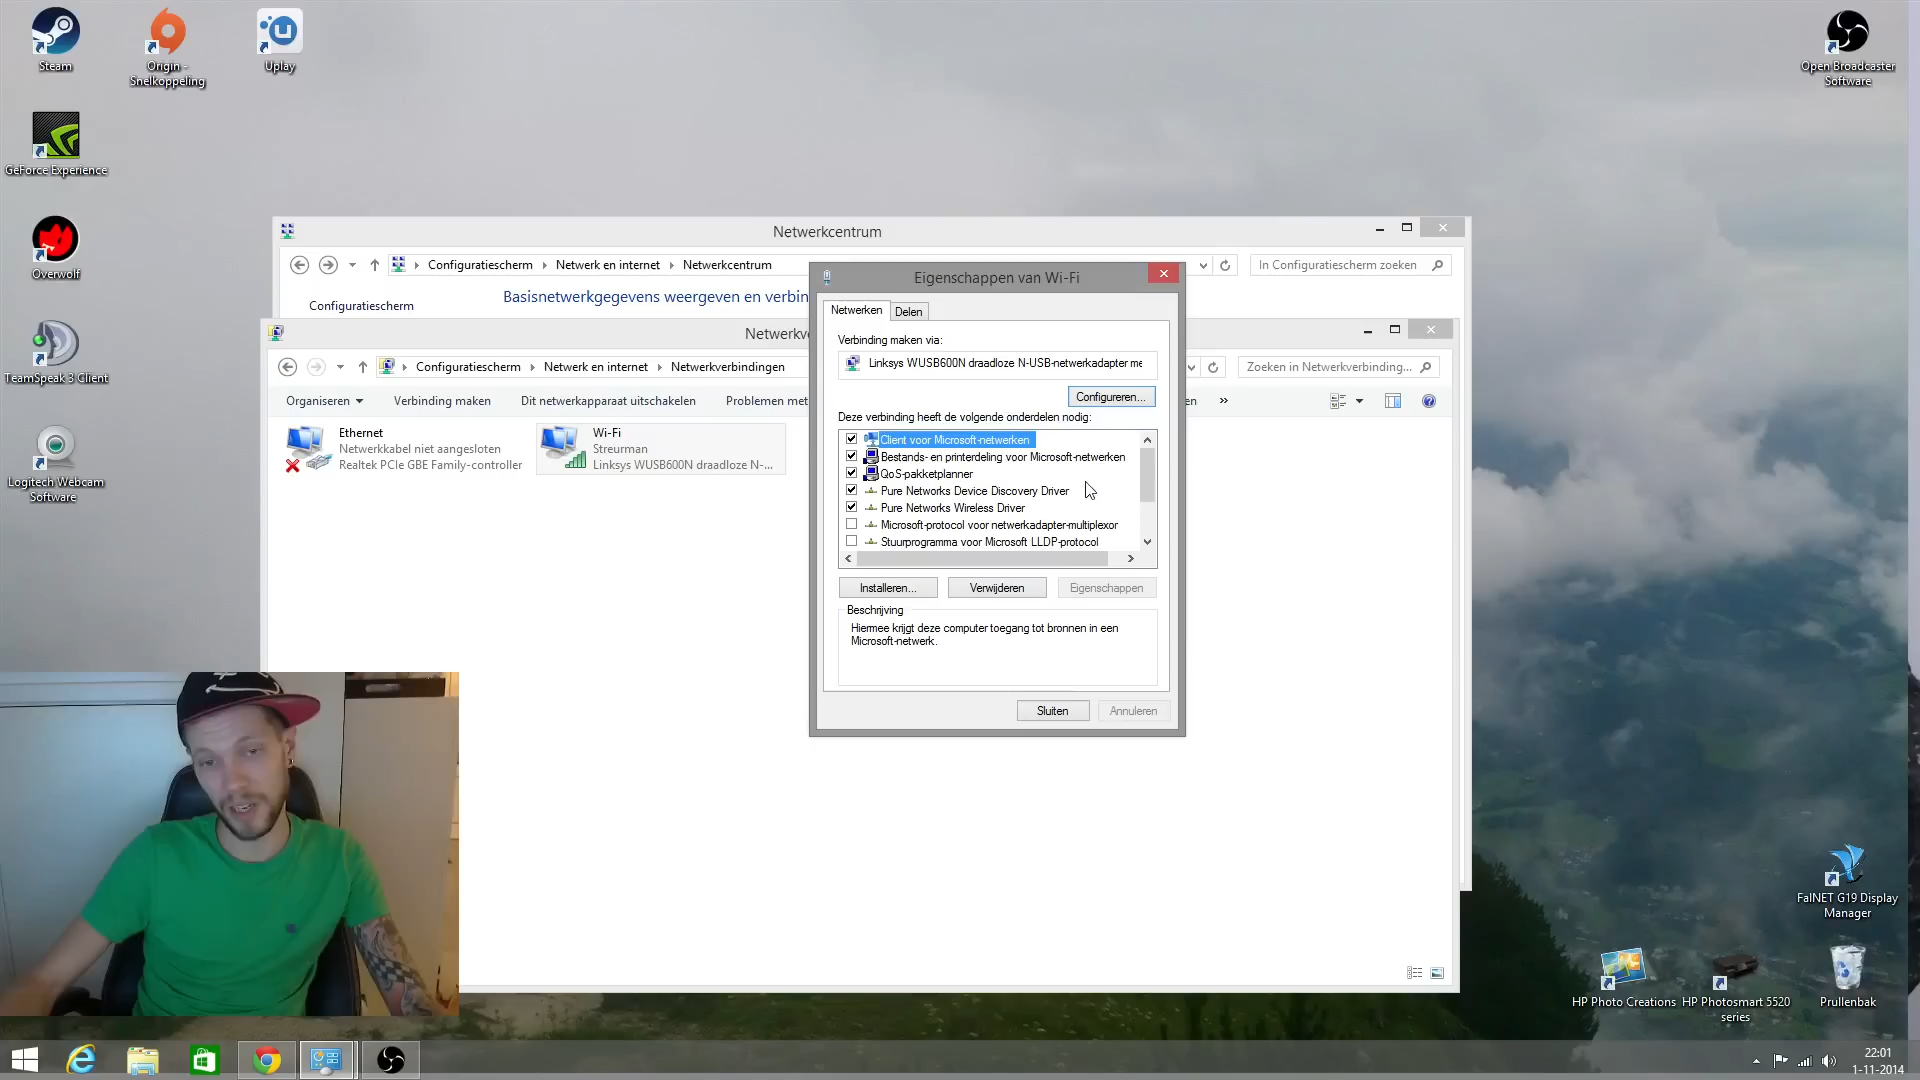 Steam
Origin -
Snelkoppeling
Uplay
Open Broadcaster
Software
GeForce Experience
Overwolf
TeamSpeak 3 Client
Logitech Webcam
Software
Netwerkcentrum
Configuratiescherm
Netwerk en internet
Netwerkcentrum
In Configuratiescherm zoeken
Configuratiescherm
Basisnetwerkgegevens weergeven en verbin
Configuratiescherm
Netwerk en internet
Netwerkverbindingen
Zoeken in Netwerkverbinding...
Organiseren
Verbinding maken
Dit netwerkapparaat uitschakelen
Problemen met
en
»
Ethernet
Netwerkkabel niet aangesloten
Realtek PCIe GBE Family-controller
Wi-Fi
Streurman
Linksys WUSB600N draadloze N-...
Eigenschappen van Wi-Fi
Netwerken
Delen
Verbinding maken via:
Linksys WUSB600N draadloze N-USB-netwerkadapter me
Configureren...
Deze verbinding heeft de volgende onderdelen nodig:
Client voor Microsoft-netwerken
Bestands- en printerdeling voor Microsoft-netwerken
QoS-pakketplanner
Pure Networks Device Discovery Driver
Pure Networks Wireless Driver
Microsoft-protocol voor netwerkadapter-multiplexor
Stuurprogramma voor Microsoft LLDP-protocol
Installeren...
Verwijderen
Eigenschappen
Beschrijving
Hiermee krijgt deze computer toegang tot bronnen in een
Microsoft-netwerk.
Sluiten
Annuleren
FalNET G19 Display
Manager
HP Photo Creations
HP Photosmart 5520
series
Prullenbak
22:01
1-11-2014